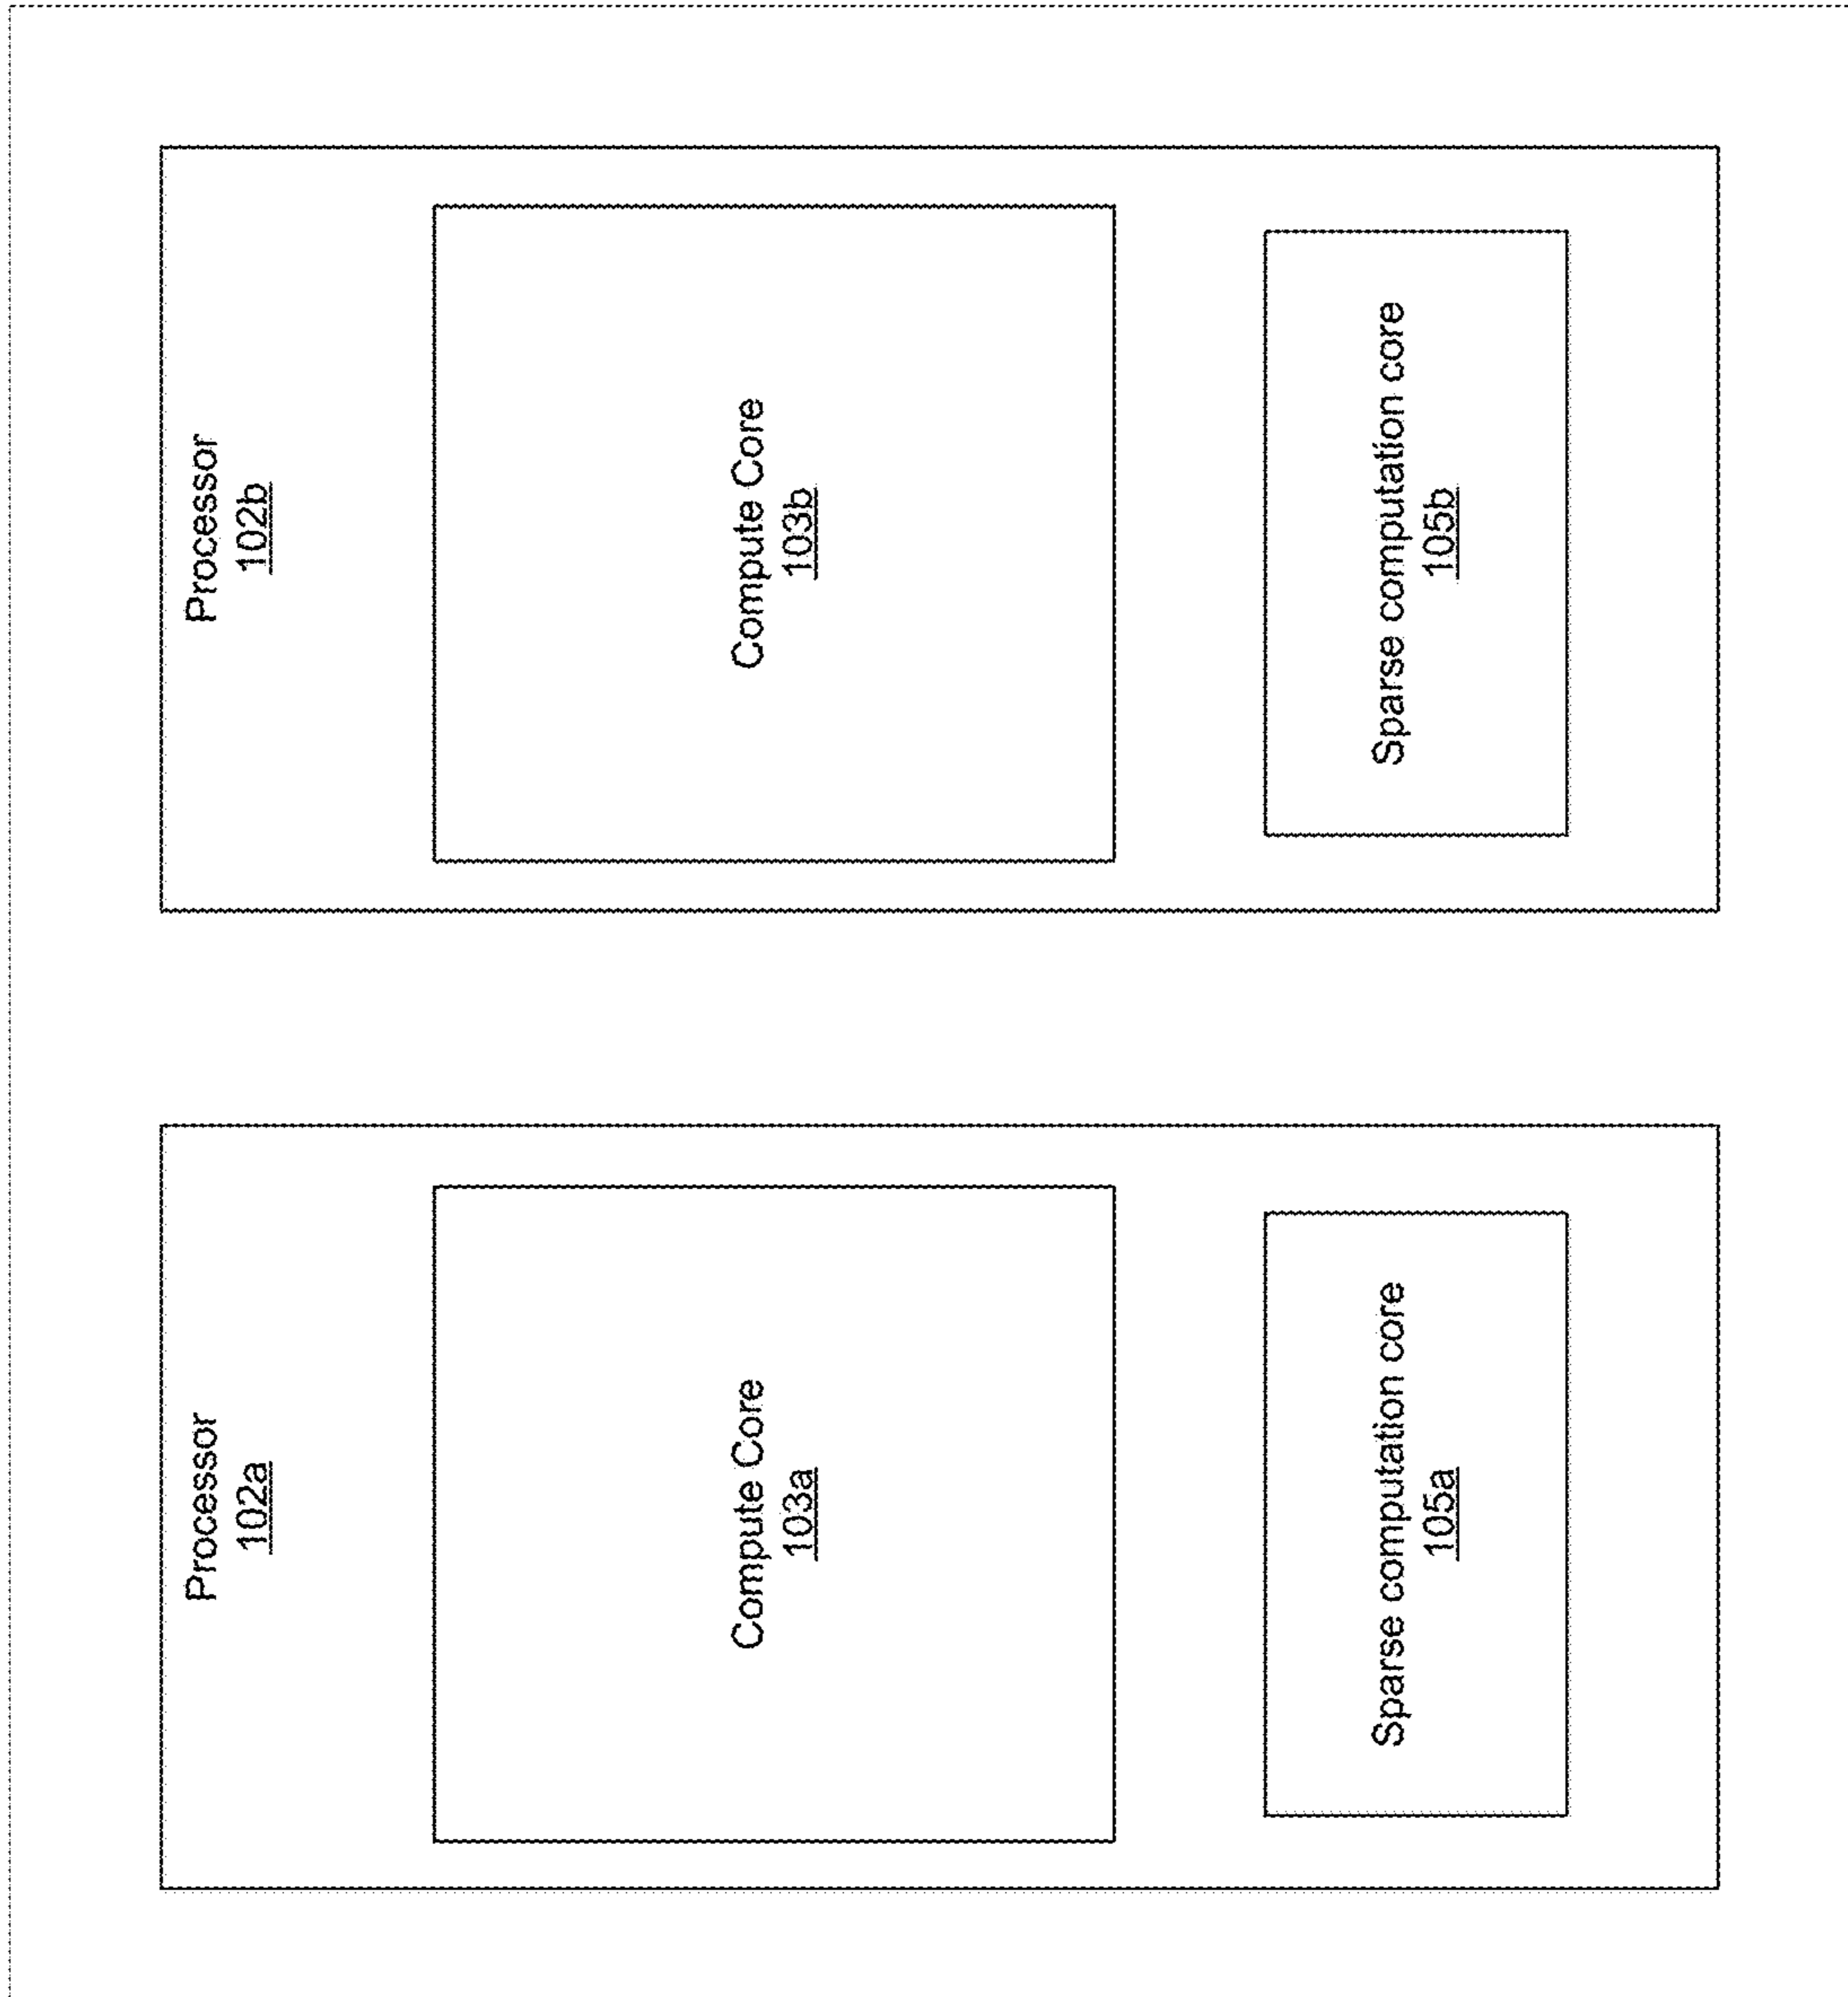 Processor
102a
Compute Core
103a
Sparse computation core
105a
Processor
102b
Compute Core
103b
Sparse computation core
105b